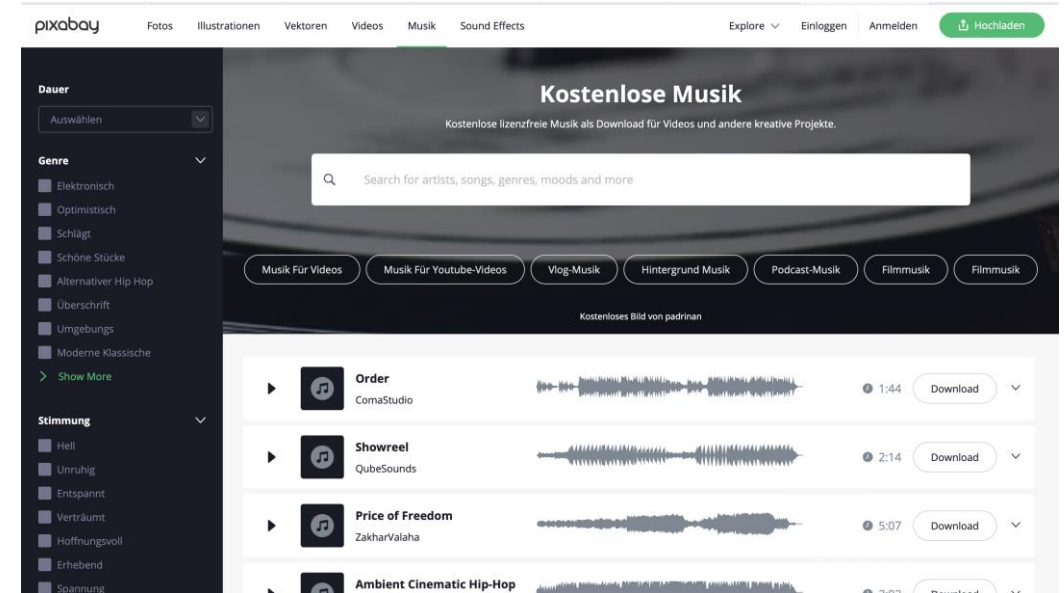 pixabay Fotos Illustrationen Vektoren Videos Musik Sound Effects Explore Einloggen Anmelden Hochladen
Dauer
Auswählen
Genre
Elektronisch
Optimistisch
Schlägt
Schöne Stücke
Alternativer Hip Hop
Überschrift
Umgebungs
Moderne Klassische
Show More
Stimmung
Hell
Unruhig
Entspannt
Verträumt
Hoffnungsvoll
Erhebend
Spannung
Kostenlose Musik
Kostenlose lizenzfreie Musik als Download für Videos und andere kreative Projekte.
Search for artists, songs, genres, moods and more
Musik Für Videos Musik Für Youtube-Videos Vlog-Musik Hintergrund Musik Podcast-Musik Filmmusik Filmmusik
Kostenloses Bild von padrinan
Order
ComaStudio
1:44 Download
Showreel
QubeSounds
2:14 Download
Price of Freedom
ZakharValaha
5:07 Download
Ambient Cinematic Hip-Hop
Download